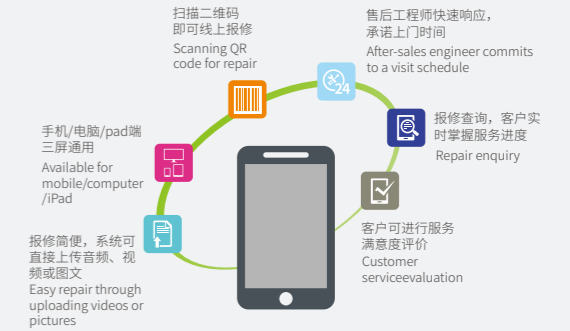 扫描二维码
即可线上报修
Scanning QR
code for repair
售后工程师快速响应，
承诺上门时间
After-sales engineer commits
to a visit schedule
24
报修查询，客户实
时掌握服务进度
Repair enquiry
手机/电脑/pad端
三屏通用
Available for
mobile/computer
/iPad
客户可进行服务
满意度评价
Customer
serviceevaluation
报修简便，系统可
直接上传音频、视
频或图文
Easy repair through
uploading videos or
pictures